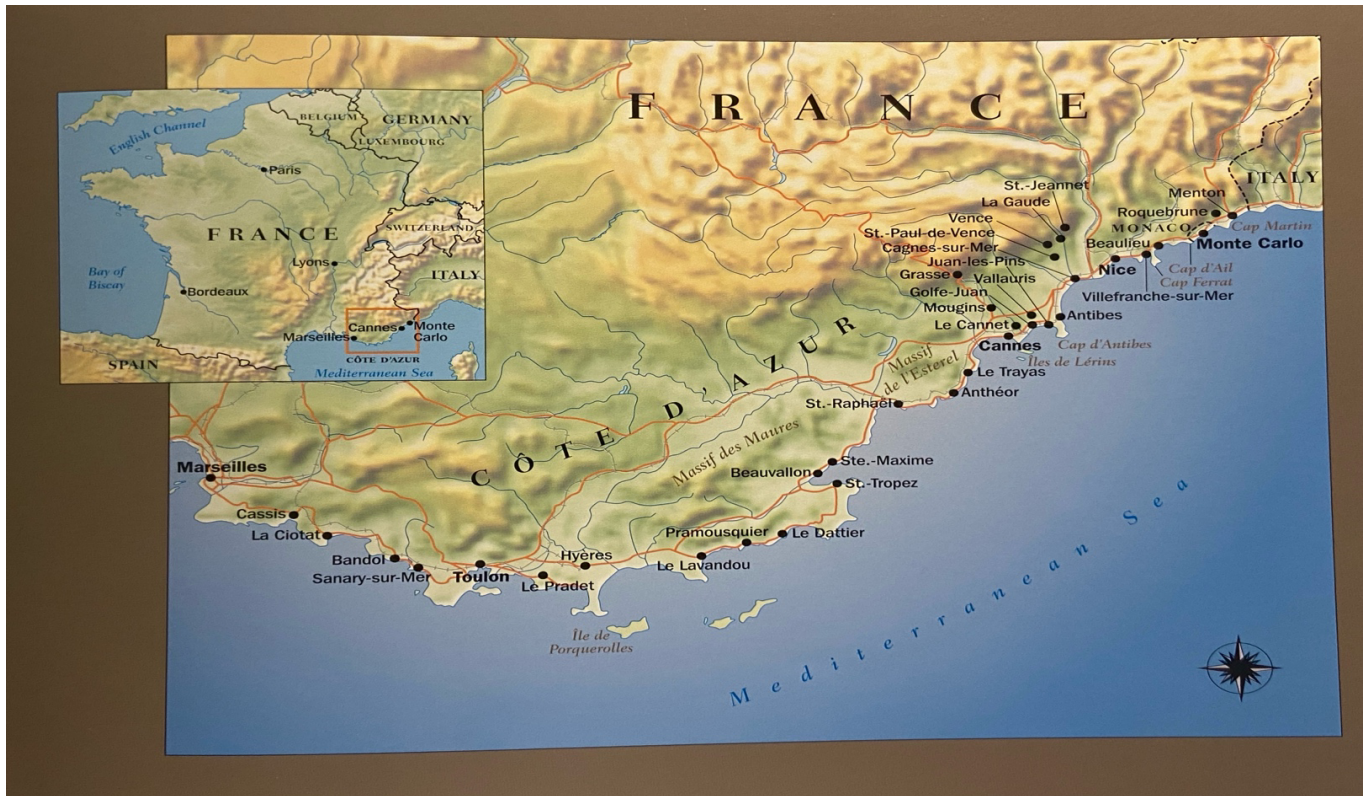 English Channel
BELGIUM
GERMANY
LUXEMBOURG
Paris
FRANCE
SWITZERLAND
Lyons
ITALY
Bay of
Biscay
Bordeaux
Cannes
Monte
Carlo
Marseilles
CÔTE D'AZUR
SPAIN
Mediterranean Sea
FRANCE
ITALY
St.-Jeannet
La Gaude
Menton
Vence
Roquebrune
St.-Paul-de-Vence
MONACO
Cap Martin
Cagnes-sur-Mer
Beaulieu
Monte Carlo
Juan-les-Pins
Grasse
Vallauris
Nice
Cap d'Ail
Cap Ferrat
Golfe-Juan
Villefranche-sur-Mer
Mougins
Antibes
Le Cannet
Cannes
Cap d'Antibes
Îles de Lérins
Massif
de l'Esterel
Le Trayas
Anthéor
St.-Raphaël
CÔTE D'AZUR
Massif des Maures
Ste.-Maxime
Beauvallon
St.-Tropez
Marseilles
Cassis
La Ciotat
Pramousquier
Le Dattier
Bandol
Hyères
Le Lavandou
Sanary-sur-Mer
Toulon
Le Pradet
Île de
Porquerolles
Mediterranean Sea